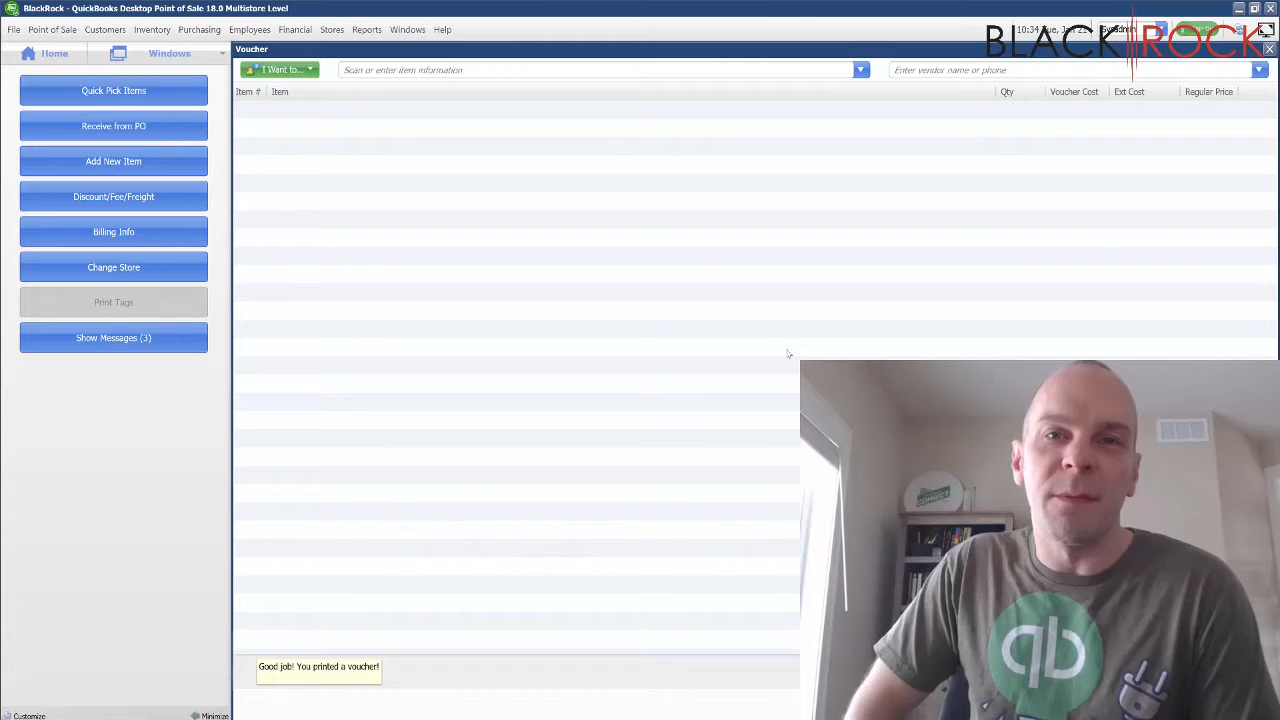 BlackRock - QuickBooks Desktop Point of Sale 18.0 Multistore Level
File Point of Sale Customers Inventory Purchasing Employees Financial Stores Reports Windows Help
10:34
BLACK ROCK
Home Windows
Voucher
I Want to...
Scan or enter item information
Enter vendor name or phone
Item # Item Qty Voucher Cost Ext Cost Regular Price
Quick Pick Items
Receive from PO
Add New Item
Discount/Fee/Freight
Billing Info
Change Store
Print Tags
Show Messages (3)
CONNECT
qb
Good job! You printed a voucher!
Customize Minimize